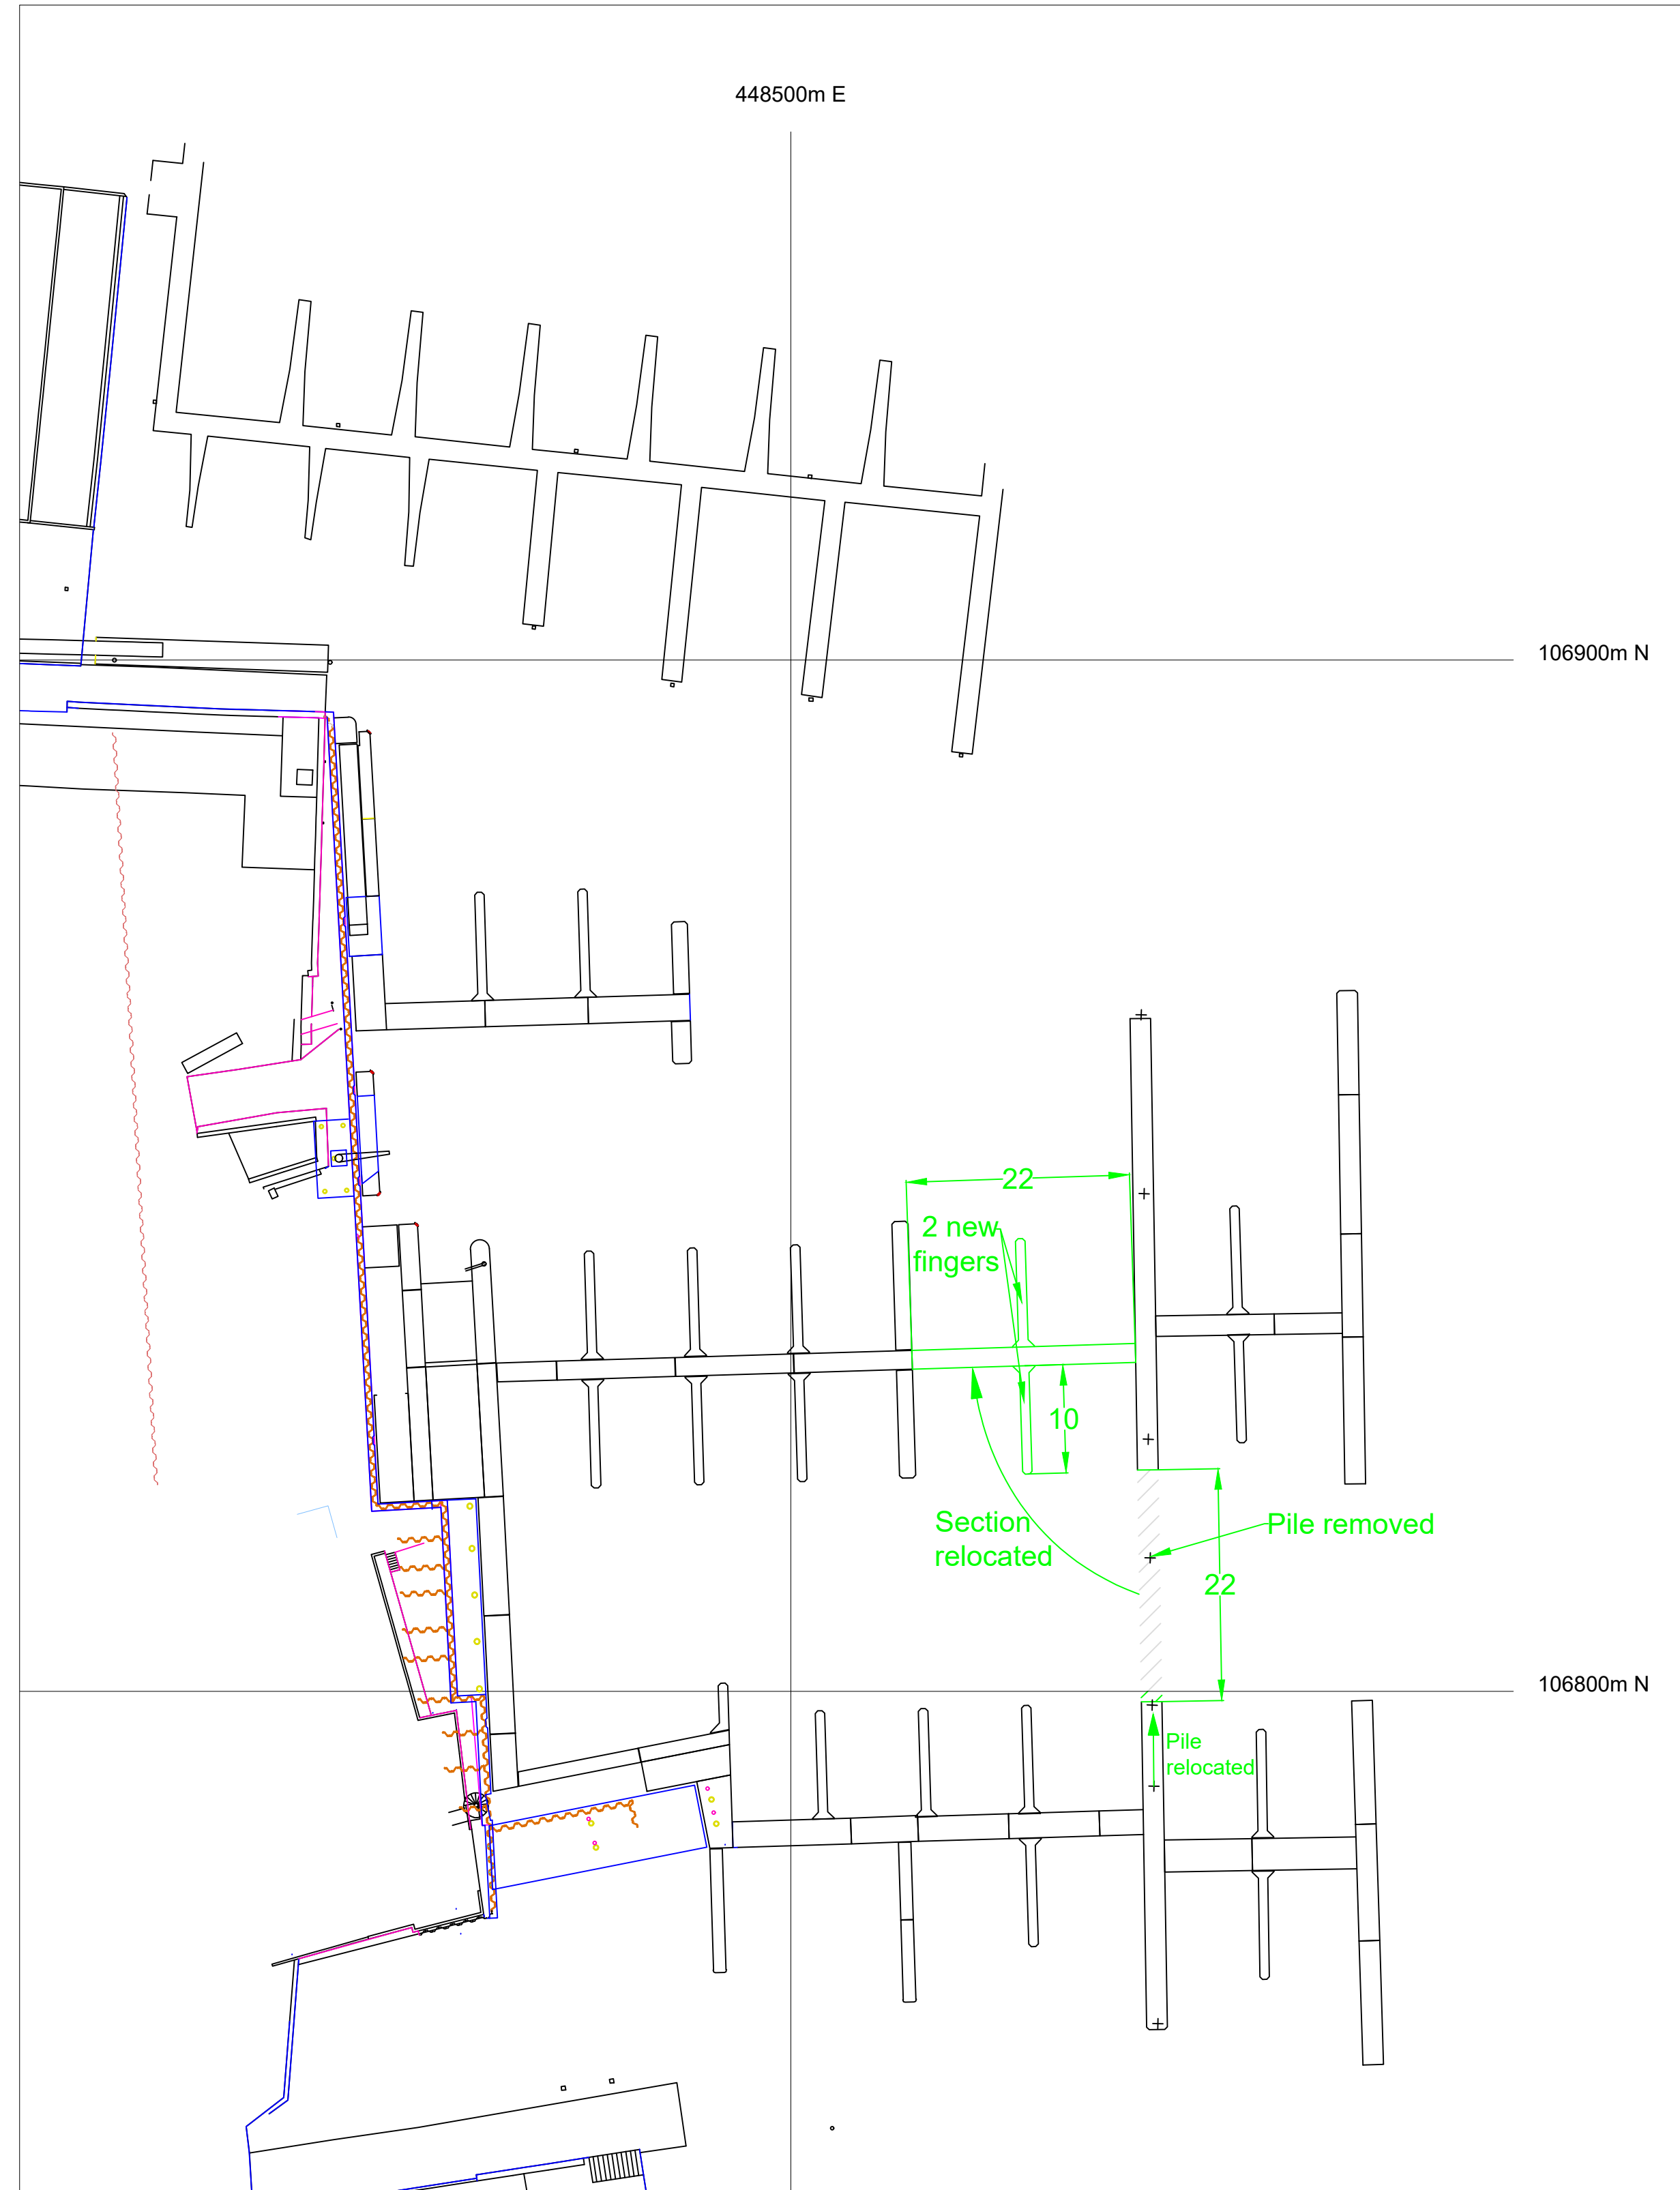 448500m E
106900m N
22
2 new
fingers
10
Section
relocated
Pile removed
22
106800m N
Pile
relocated